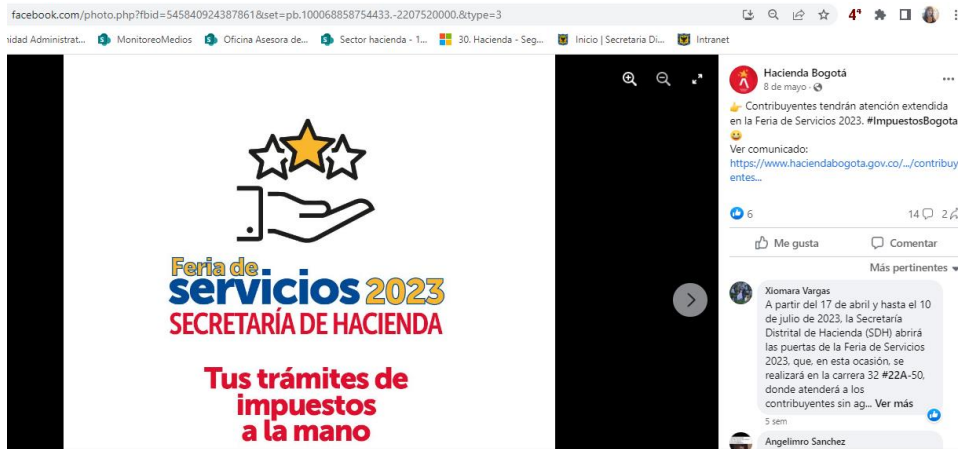 facebook.com/photo.php?fbid=545840924387861&set=pb.100068858754433.-2207520000.&type=3
nidad Administrat...
MonitoreoMedios
Oficina Asesora de...
Sector hacienda - 1...
30. Hacienda - Seg...
Inicio | Secretaria Di...
Intranet
Feria de
servicios 2023
SECRETARÍA DE HACIENDA
Tus trámites de
impuestos
a la mano
Hacienda Bogotá
8 de mayo ·
Contribuyentes tendrán atención extendida
en la Feria de Servicios 2023. #ImpuestosBogota
Ver comunicado:
https://www.haciendabogota.gov.co/.../contribuy
entes...
6
14
2
Me gusta
Comentar
Más pertinentes
Xiomara Vargas
A partir del 17 de abril y hasta el 10
de julio de 2023, la Secretaría
Distrital de Hacienda (SDH) abrirá
las puertas de la Feria de Servicios
2023, que, en esta ocasión, se
realizará en la carrera 32 #22A-50,
donde atenderá a los
contribuyentes sin ag... Ver más
5 sem
Angelimro Sanchez